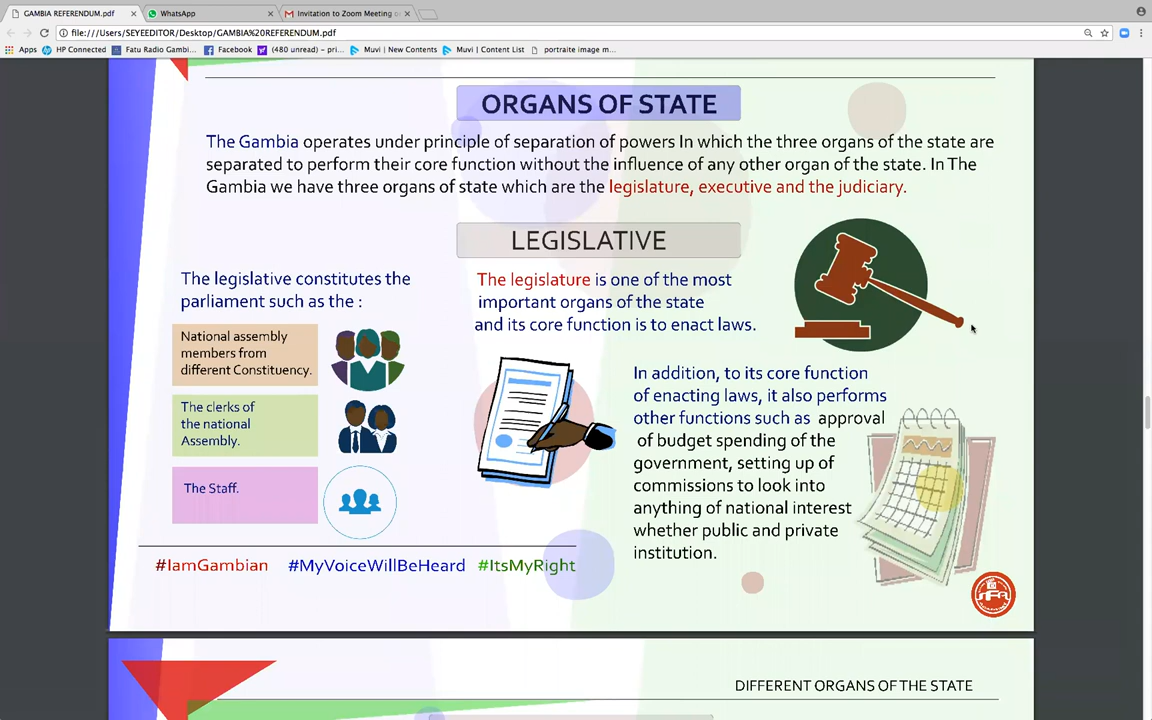 GAMBIA REFERENDUM.pdf
WhatsApp
Invitation to Zoom Meeting
file:///Users/SEYEEDITOR/Desktop/GAMBIA%20REFERENDUM.pdf
Apps
HP Connected
Fatu Radio Gambi...
Facebook
(480 unread) - pri...
Muvi | New Contents
Muvi | Content List
portraite image m...
ORGANS OF STATE
The Gambia operates under principle of separation of powers In which the three organs of the state are
separated to perform their core function without the influence of any other organ of the state. In The
Gambia we have three organs of state which are the legislature, executive and the judiciary.
LEGISLATIVE
The legislative constitutes the
parliament such as the :
National assembly
members from
different Constituency.
The clerks of
the national
Assembly.
The Staff.
The legislature is one of the most
important organs of the state
and its core function is to enact laws.
In addition, to its core function
of enacting laws, it also performs
other functions such as approval
of budget spending of the
government, setting up of
commissions to look into
anything of national interest
whether public and private
institution.
#IamGambian #MyVoiceWillBeHeard #ItsMyRight
DIFFERENT ORGANS OF THE STATE